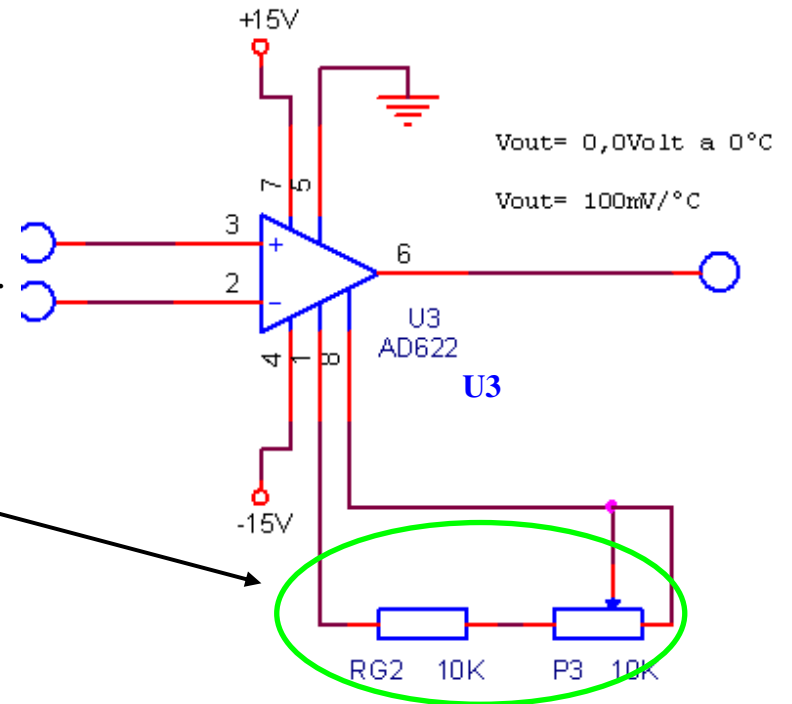 +15V
Vout= 0,0Volt a 0°C
7 5
Vout= 100mV/°C
3
+
6
2
-
U3
AD622
4 1 8
U3
-15V
RG2 10K P3 10K